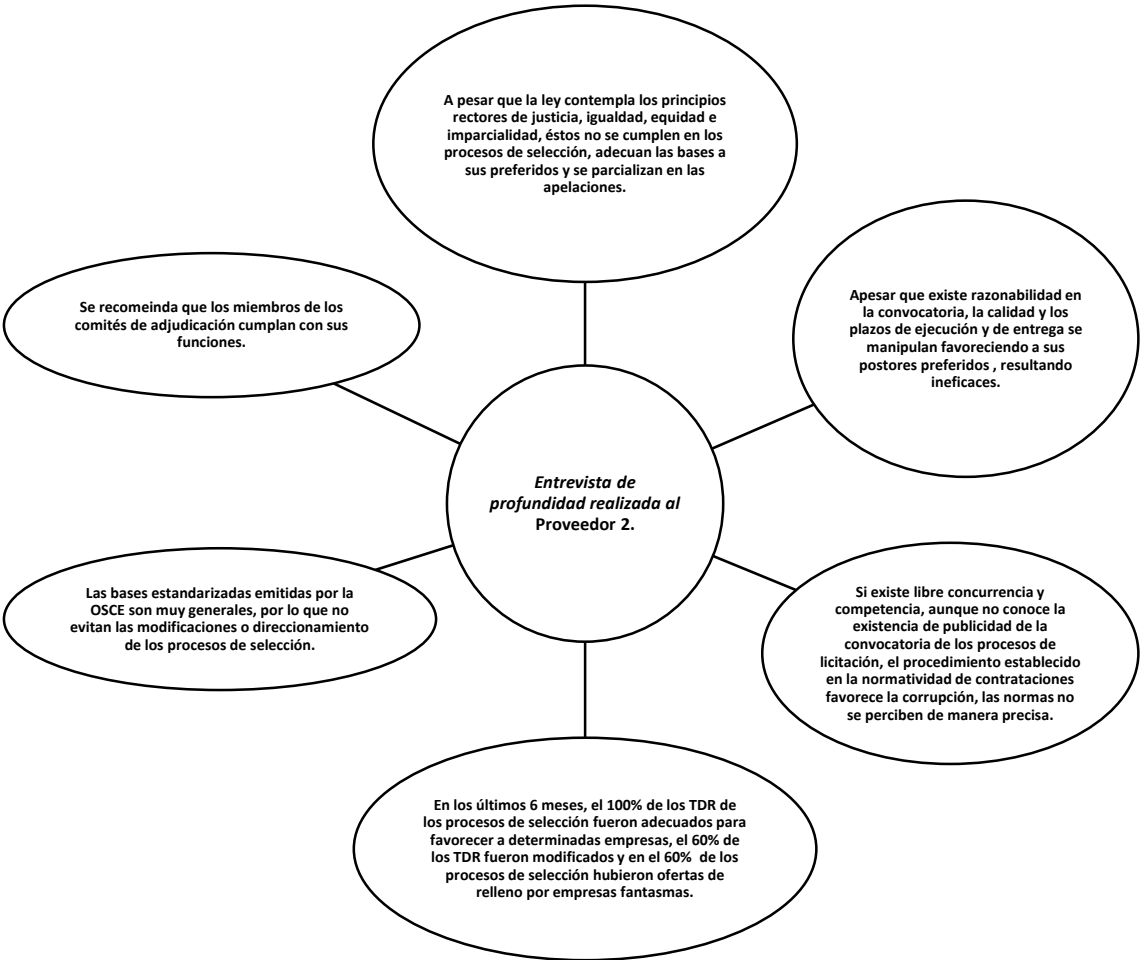 A pesar que la ley contempla los principios
rectores de justicia, igualdad, equidad e
imparcialidad, éstos no se cumplen en los
procesos de selección, adecuan las bases a
sus preferidos y se parcializan en las
apelaciones.
Se recomeinda que los miembros de los
comités de adjudicación cumplan con sus
funciones.
Apesar que existe razonabilidad en
la convocatoria, la calidad y los
plazos de ejecución y de entrega se
manipulan favoreciendo a sus
postores preferidos , resultando
ineficaces.
Entrevista de
profundidad realizada al
Proveedor 2.
Las bases estandarizadas emitidas por la
OSCE son muy generales, por lo que no
evitan las modificaciones o direccionamiento
de los procesos de selección.
Si existe libre concurrencia y
competencia, aunque no conoce la
existencia de publicidad de la
convocatoria de los procesos de
licitación, el procedimiento establecido
en la normatividad de contrataciones
favorece la corrupción, las normas no
se perciben de manera precisa.
En los últimos 6 meses, el 100% de los TDR de
los procesos de selección fueron adecuados para
favorecer a determinadas empresas, el 60% de
los TDR fueron modificados y en el 60% de los
procesos de selección hubieron ofertas de
relleno por empresas fantasmas.